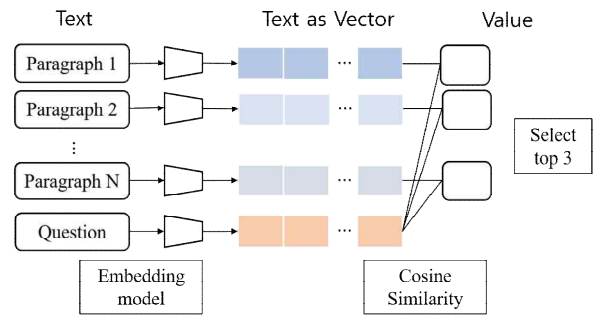 Text Text as Vector Value
Paragraph 1 ...
Paragraph 2 ...
⋮
Paragraph N ...
Question ...
Select
top 3
Embedding
model
Cosine
Similarity